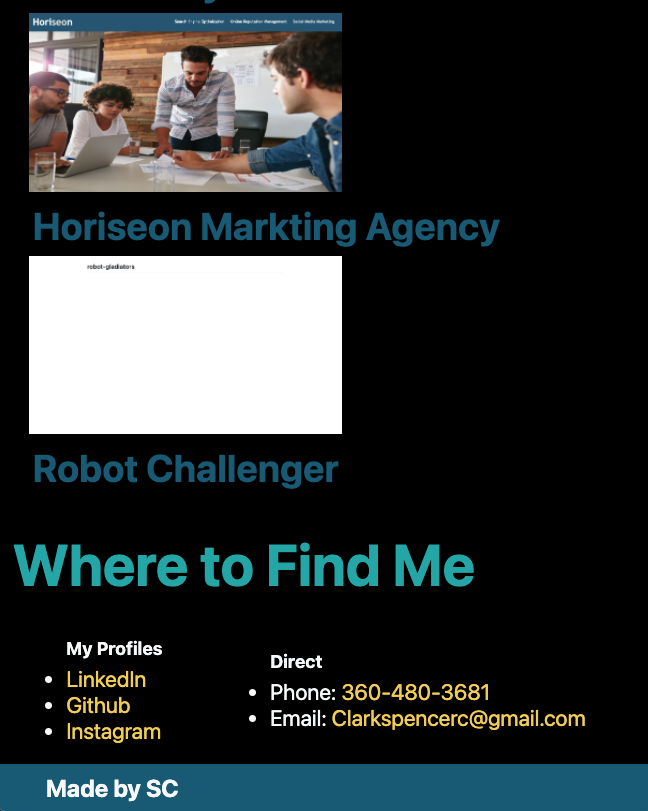 Horiseon
Search Engine Optimization Online Reputation Management Social Media Marketing
Horiseon Markting Agency
robot-gladiators
Robot Challenger
Where to Find Me
My Profiles
LinkedIn
Github
Instagram
Direct
Phone: 360-480-3681
Email: Clarkspencerc@gmail.com
Made by SC